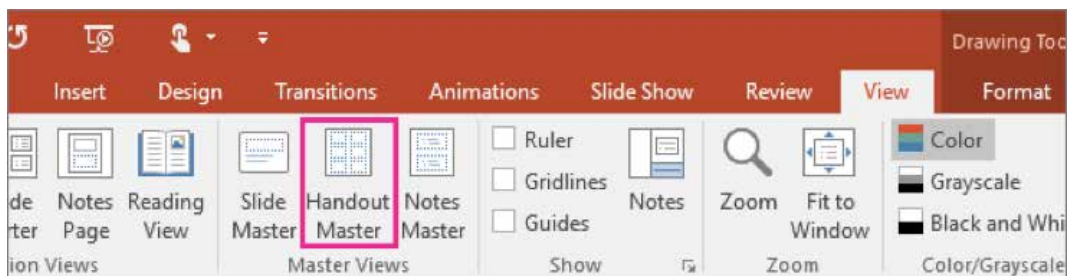 Drawing Too
Insert Design Transitions Animations Slide Show Review View Format
Ruler
Gridlines
Guides
Color
Grayscale
Black and Whi
de
rter
Notes
Page
Reading
View
Slide
Master
Handout
Master
Notes
Master
Notes
Zoom
Fit to
Window
ion Views
Master Views
Show
Zoom
Color/Grayscale